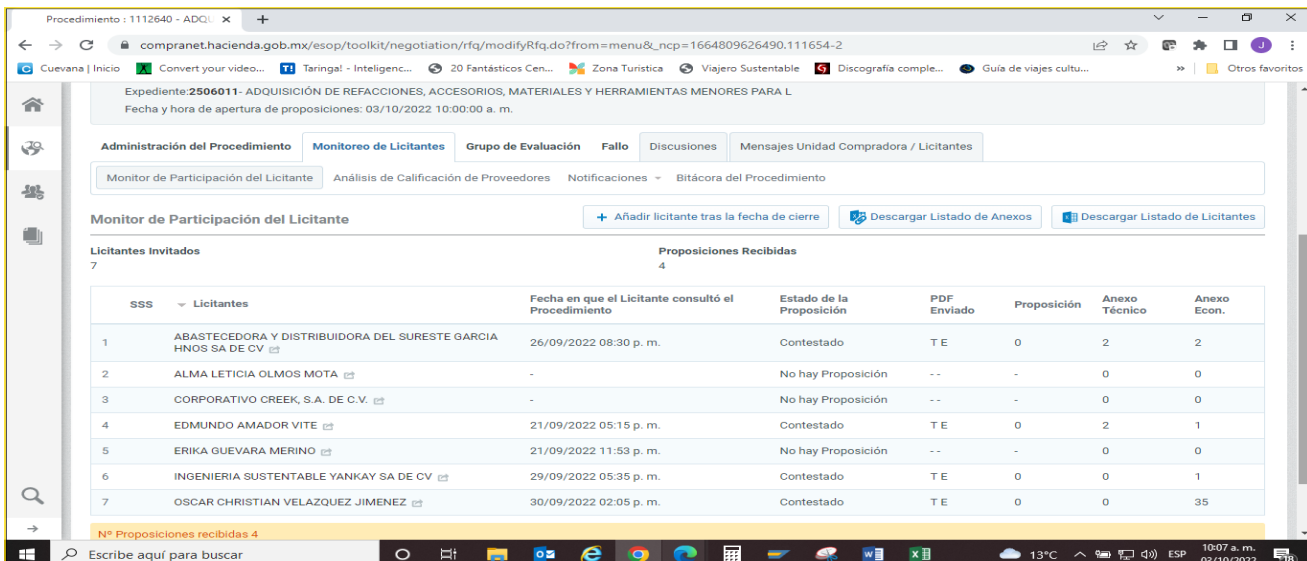 Procedimiento : 1112640 - ADQU
compranet.hacienda.gob.mx/esop/toolkit/negotiation/rfq/modifyRfq.do?from=menu&_ncp=1664809626490.111654-2
Cuevana | Inicio Convert your video... Taringa! - Inteligenc... 20 Fantásticos Cen... Zona Turistica Viajero Sustentable Discografía comple... Guía de viajes cultu... » Otros favoritos
Expediente:2506011- ADQUISICIÓN DE REFACCIONES, ACCESORIOS, MATERIALES Y HERRAMIENTAS MENORES PARA L
Fecha y hora de apertura de proposiciones: 03/10/2022 10:00:00 a. m.
Administración del Procedimiento Monitoreo de Licitantes Grupo de Evaluación Fallo Discusiones Mensajes Unidad Compradora / Licitantes
Monitor de Participación del Licitante Análisis de Calificación de Proveedores Notificaciones Bitácora del Procedimiento
Monitor de Participación del Licitante + Añadir licitante tras la fecha de cierre Descargar Listado de Anexos Descargar Listado de Licitantes
Licitantes Invitados Proposiciones Recibidas
7 4
SSS Licitantes Fecha en que el Licitante consultó el Procedimiento Estado de la Proposición PDF Enviado Proposición Anexo Técnico Anexo Econ.
1 ABASTECEDORA Y DISTRIBUIDORA DEL SURESTE GARCIA HNOS SA DE CV 26/09/2022 08:30 p. m. Contestado T E 0 2 2
2 ALMA LETICIA OLMOS MOTA - No hay Proposición - - - 0 0
3 CORPORATIVO CREEK, S.A. DE C.V. - No hay Proposición - - - 0 0
4 EDMUNDO AMADOR VITE 21/09/2022 05:15 p. m. Contestado T E 0 2 1
5 ERIKA GUEVARA MERINO 21/09/2022 11:53 p. m. No hay Proposición - - - 0 0
6 INGENIERIA SUSTENTABLE YANKAY SA DE CV 29/09/2022 05:35 p. m. Contestado T E 0 0 1
7 OSCAR CHRISTIAN VELAZQUEZ JIMENEZ 30/09/2022 02:05 p. m. Contestado T E 0 0 35
Nº Proposiciones recibidas 4
Escribe aquí para buscar 13°C ESP 10:07 a. m.
03/10/2022 18